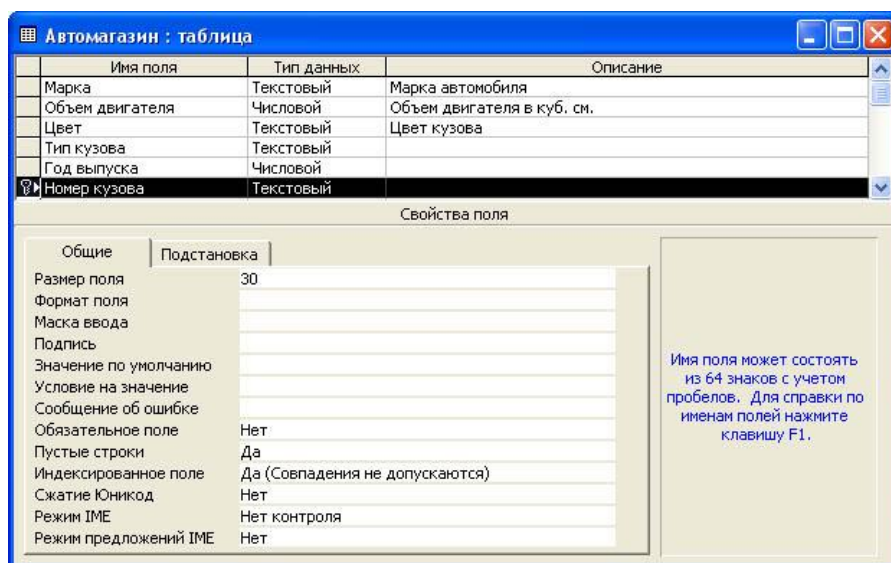 Автомагазин : таблица
Имя поля Тип данных Описание
Марка Текстовый Марка автомобиля
Объем двигателя Числовой Объем двигателя в куб. см.
Цвет Текстовый Цвет кузова
Тип кузова Текстовый
Год выпуска Числовой
Номер кузова Текстовый
Свойства поля
Общие Подстановка
Размер поля 30
Формат поля
Маска ввода
Подпись
Значение по умолчанию
Условие на значение
Сообщение об ошибке
Обязательное поле Нет
Пустые строки Да
Индексированное поле Да (Совпадения не допускаются)
Сжатие Юникод Нет
Режим IME Нет контроля
Режим предложений IME Нет
Имя поля может состоять
из 64 знаков с учетом
пробелов. Для справки по
именам полей нажмите
клавишу F1.